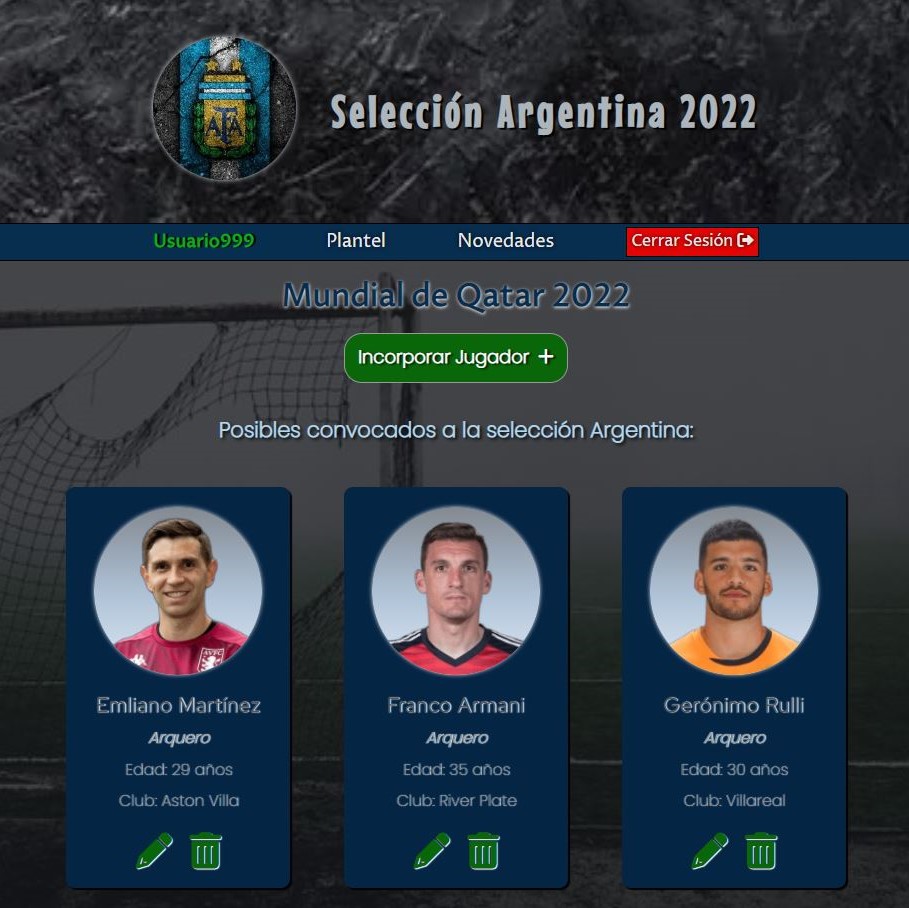 AFA
Selección Argentina 2022
Usuario999 Plantel Novedades Cerrar Sesión
Mundial de Qatar 2022
Incorporar Jugador +
Posibles convocados a la selección Argentina:
AVFC
Emliano Martínez Franco Armani Gerónimo Rulli
Arquero Arquero Arquero
Edad: 29 años Edad: 35 años Edad: 30 años
Club: Aston Villa Club: River Plate Club: Villareal